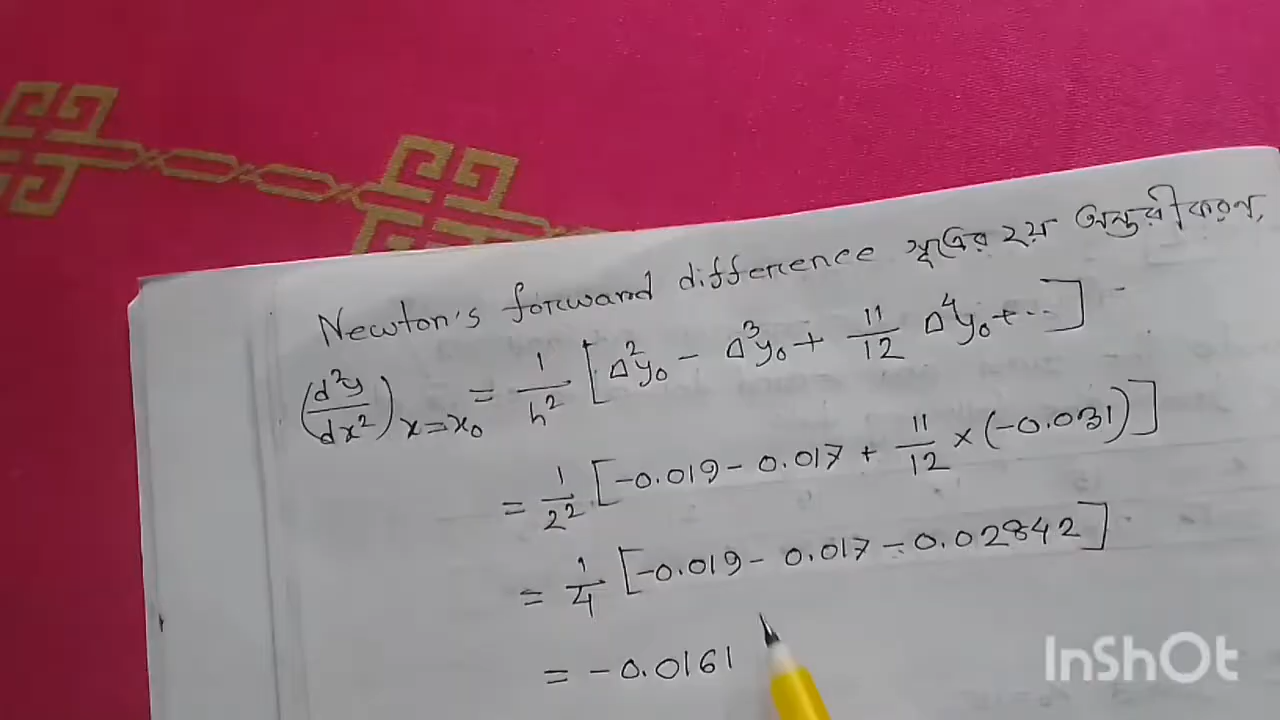 Newton's forward difference সূত্রের ২য় অন্তরীকরণ,
(d²y/dx²)x=x₀ = 1/h² [Δ²y₀ - Δ³y₀ + 11/12 Δ⁴y₀ + ...]
= 1/2² [-0.019 - 0.017 + 11/12 × (-0.031)]
= 1/4 [-0.019 - 0.017 - 0.02842]
= -0.0161
InShOt